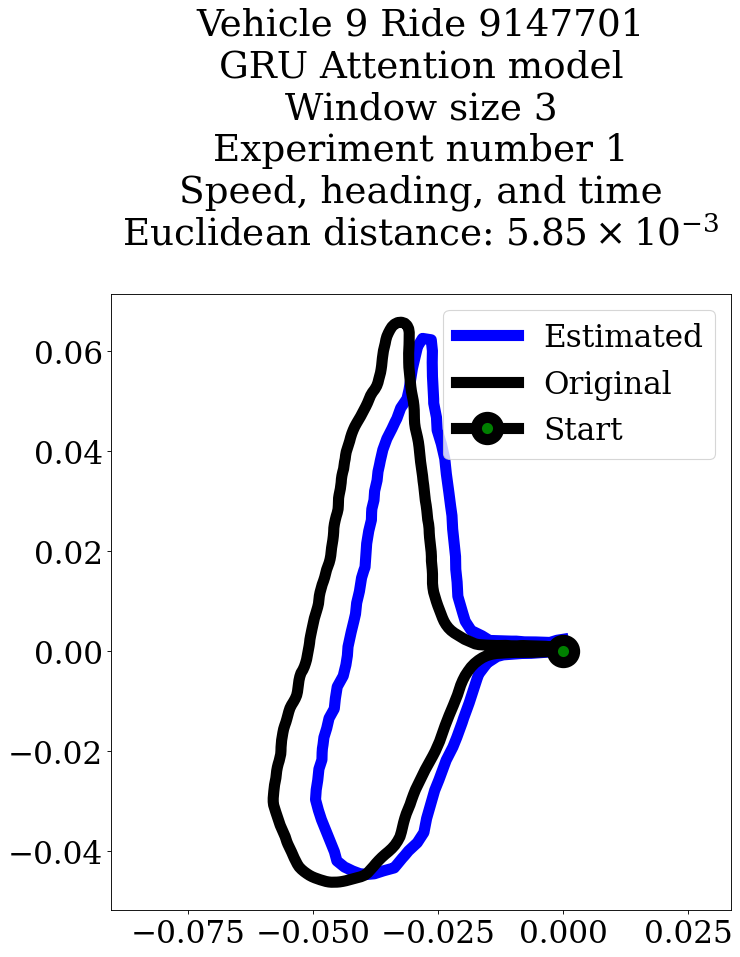 Vehicle 9 Ride 9147701
GRU Attention model
Window size 3
Experiment number 1
Speed, heading, and time
Euclidean distance: 5.85 × 10⁻³
Estimated
Original
Start
0.06
0.04
0.02
0.00
−0.02
−0.04
−0.075 −0.050 −0.025 0.000 0.025